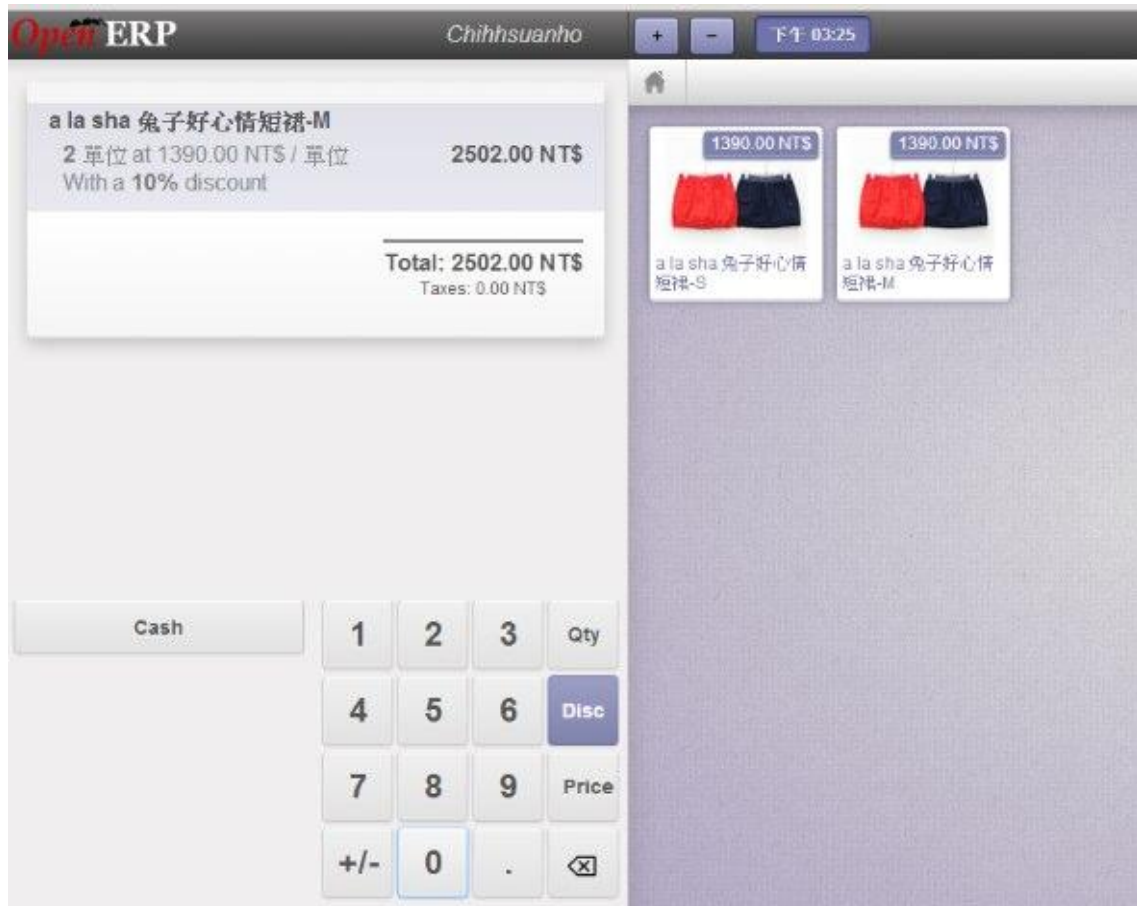 Open ERP
Chihhsuanho
+
-
下午 03:25
a la sha 兔子好心情短裙-M
2 單位 at 1390.00 NT$ / 單位
2502.00 NT$
With a 10% discount
Total: 2502.00 NT$
Taxes: 0.00 NT$
1390.00 NT$
a la sha 兔子好心情
短裙-S
1390.00 NT$
a la sha 兔子好心情
短裙-M
Cash
1
2
3
Qty
4
5
6
Disc
7
8
9
Price
+/-
0
.